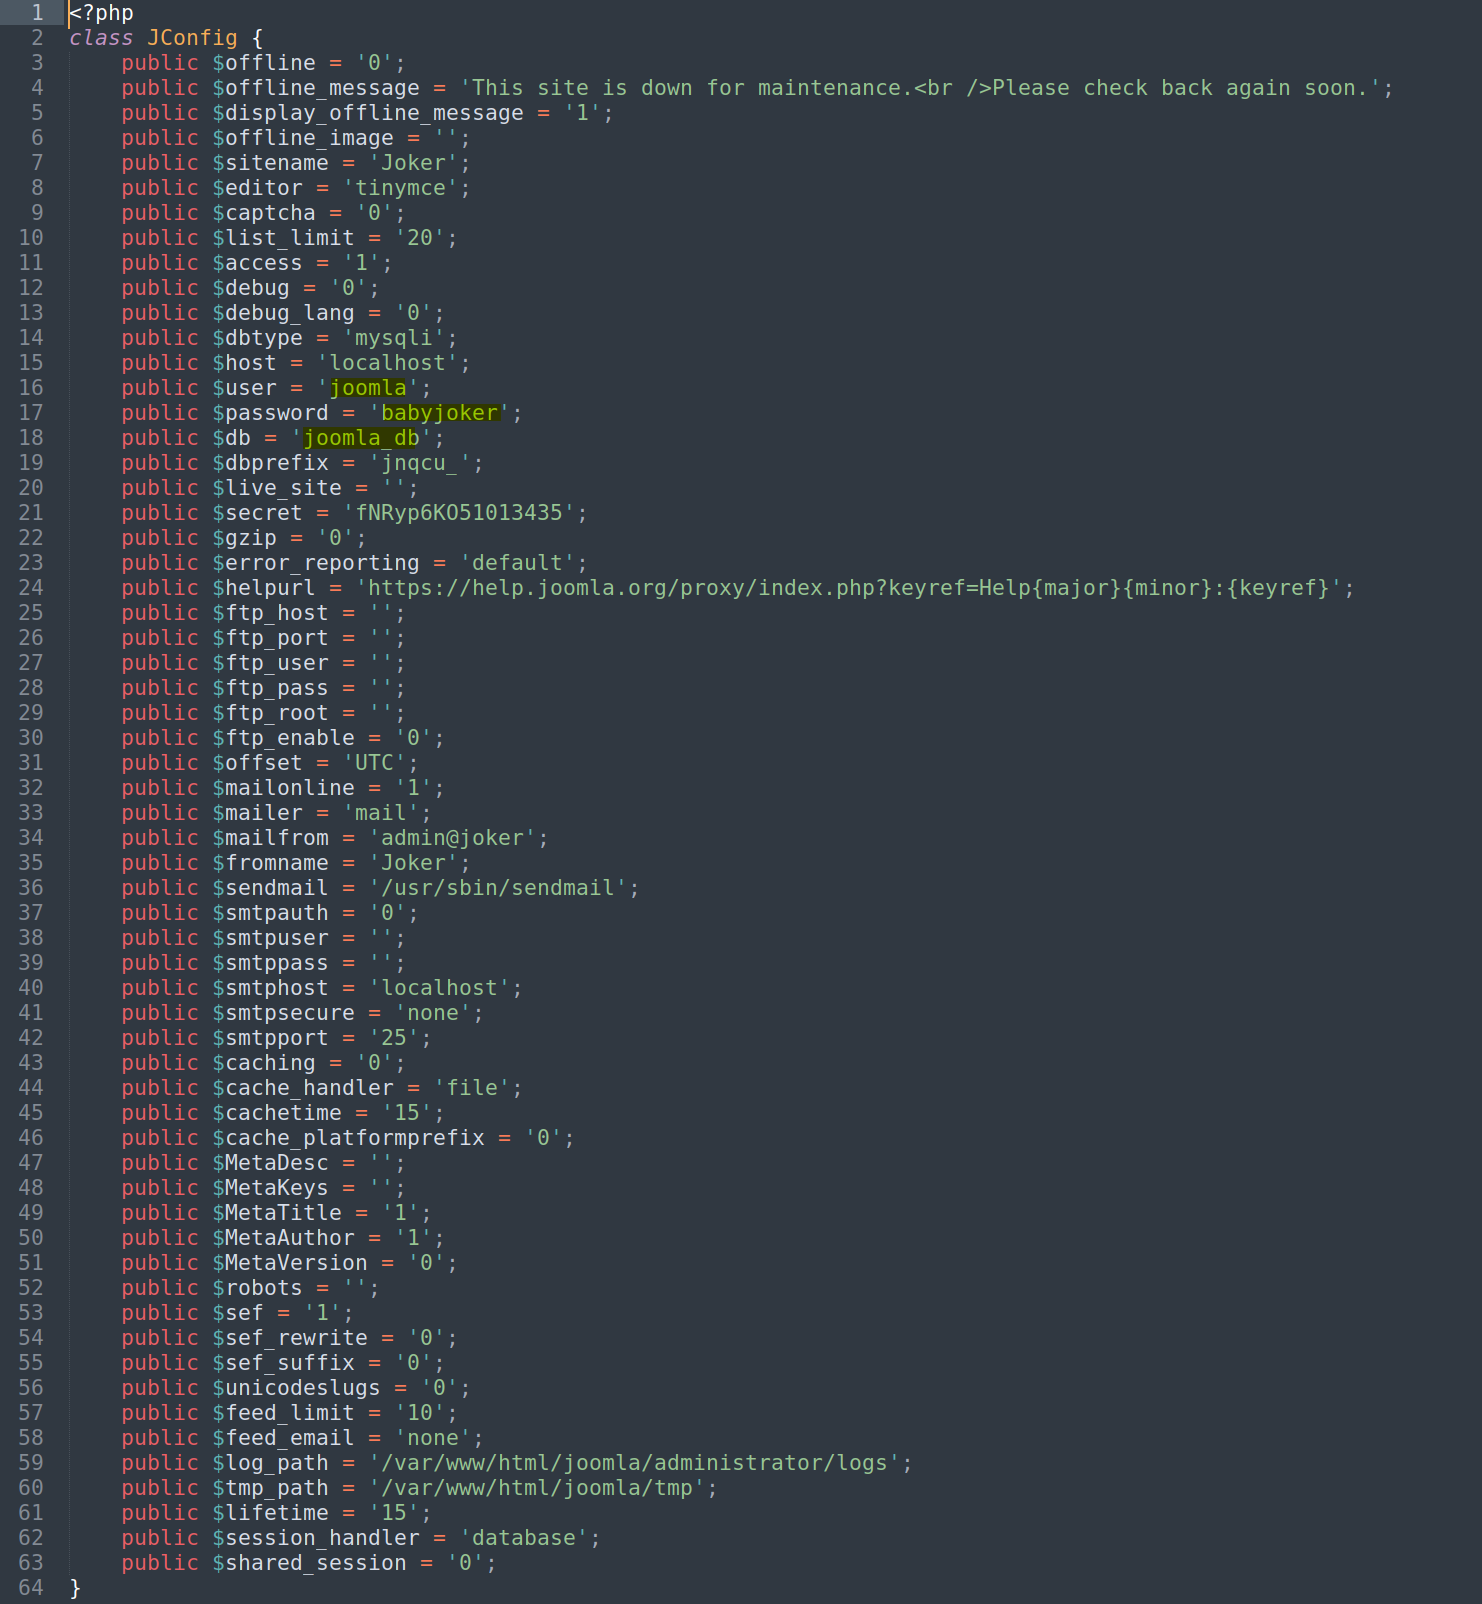 1 <?php
2 class JConfig {
3 public $offline = '0';
4 public $offline_message = 'This site is down for maintenance.<br />Please check back again soon.';
5 public $display_offline_message = '1';
6 public $offline_image = '';
7 public $sitename = 'Joker';
8 public $editor = 'tinymce';
9 public $captcha = '0';
10 public $list_limit = '20';
11 public $access = '1';
12 public $debug = '0';
13 public $debug_lang = '0';
14 public $dbtype = 'mysqli';
15 public $host = 'localhost';
16 public $user = 'joomla';
17 public $password = 'babyjoker';
18 public $db = 'joomla_db';
19 public $dbprefix = 'jnqcu_';
20 public $live_site = '';
21 public $secret = 'fNRyp6KO51013435';
22 public $gzip = '0';
23 public $error_reporting = 'default';
24 public $helpurl = 'https://help.joomla.org/proxy/index.php?keyref=Help{major}{minor}:{keyref}';
25 public $ftp_host = '';
26 public $ftp_port = '';
27 public $ftp_user = '';
28 public $ftp_pass = '';
29 public $ftp_root = '';
30 public $ftp_enable = '0';
31 public $offset = 'UTC';
32 public $mailonline = '1';
33 public $mailer = 'mail';
34 public $mailfrom = 'admin@joker';
35 public $fromname = 'Joker';
36 public $sendmail = '/usr/sbin/sendmail';
37 public $smtpauth = '0';
38 public $smtpuser = '';
39 public $smtppass = '';
40 public $smtphost = 'localhost';
41 public $smtpsecure = 'none';
42 public $smtpport = '25';
43 public $caching = '0';
44 public $cache_handler = 'file';
45 public $cachetime = '15';
46 public $cache_platformprefix = '0';
47 public $MetaDesc = '';
48 public $MetaKeys = '';
49 public $MetaTitle = '1';
50 public $MetaAuthor = '1';
51 public $MetaVersion = '0';
52 public $robots = '';
53 public $sef = '1';
54 public $sef_rewrite = '0';
55 public $sef_suffix = '0';
56 public $unicodeslugs = '0';
57 public $feed_limit = '10';
58 public $feed_email = 'none';
59 public $log_path = '/var/www/html/joomla/administrator/logs';
60 public $tmp_path = '/var/www/html/joomla/tmp';
61 public $lifetime = '15';
62 public $session_handler = 'database';
63 public $shared_session = '0';
64 }